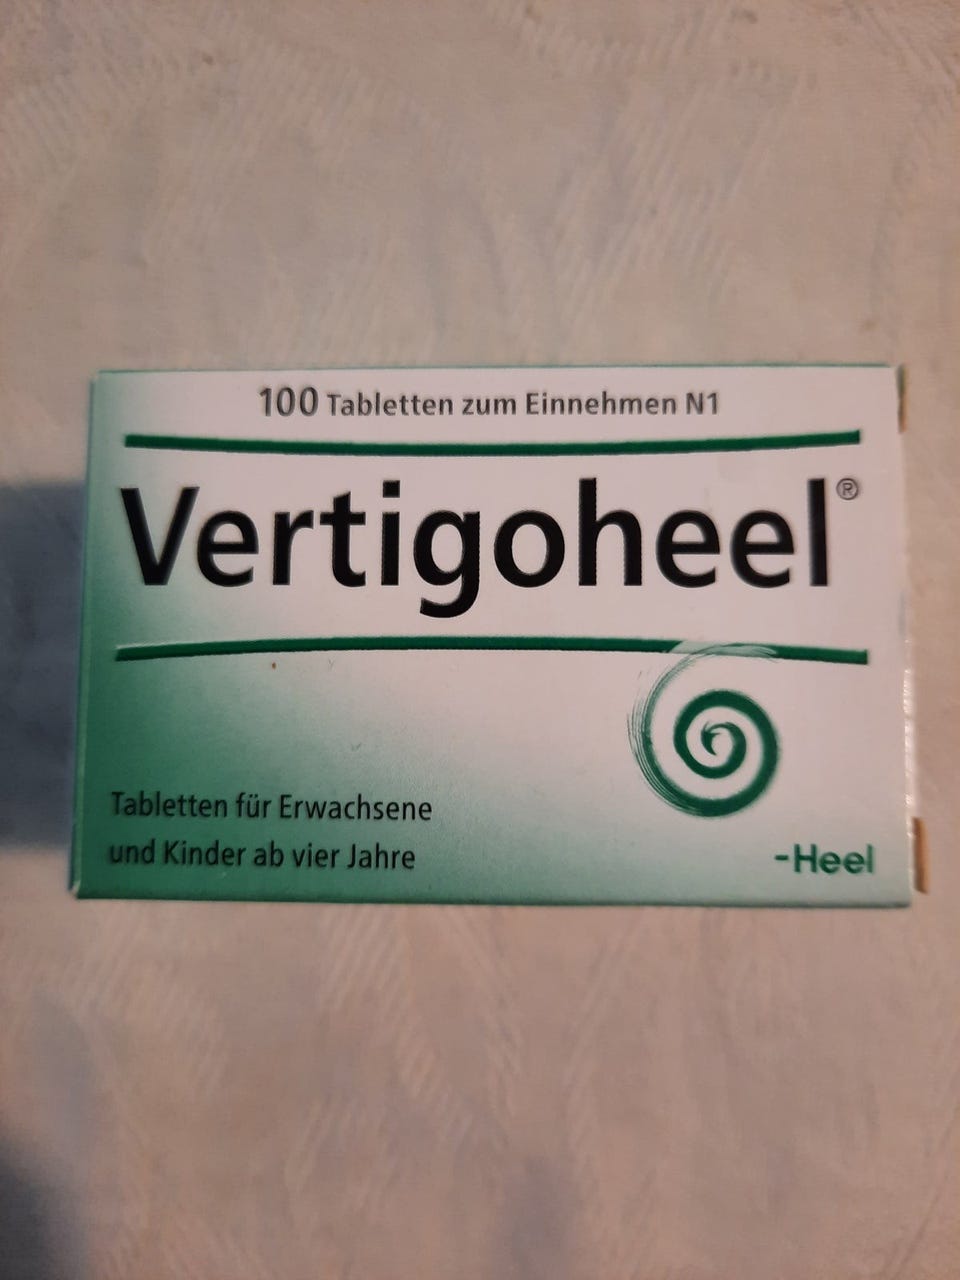 100 Tabletten zum Einnehmen N1
Vertigoheel®
Tabletten für Erwachsene
und Kinder ab vier Jahre
-Heel